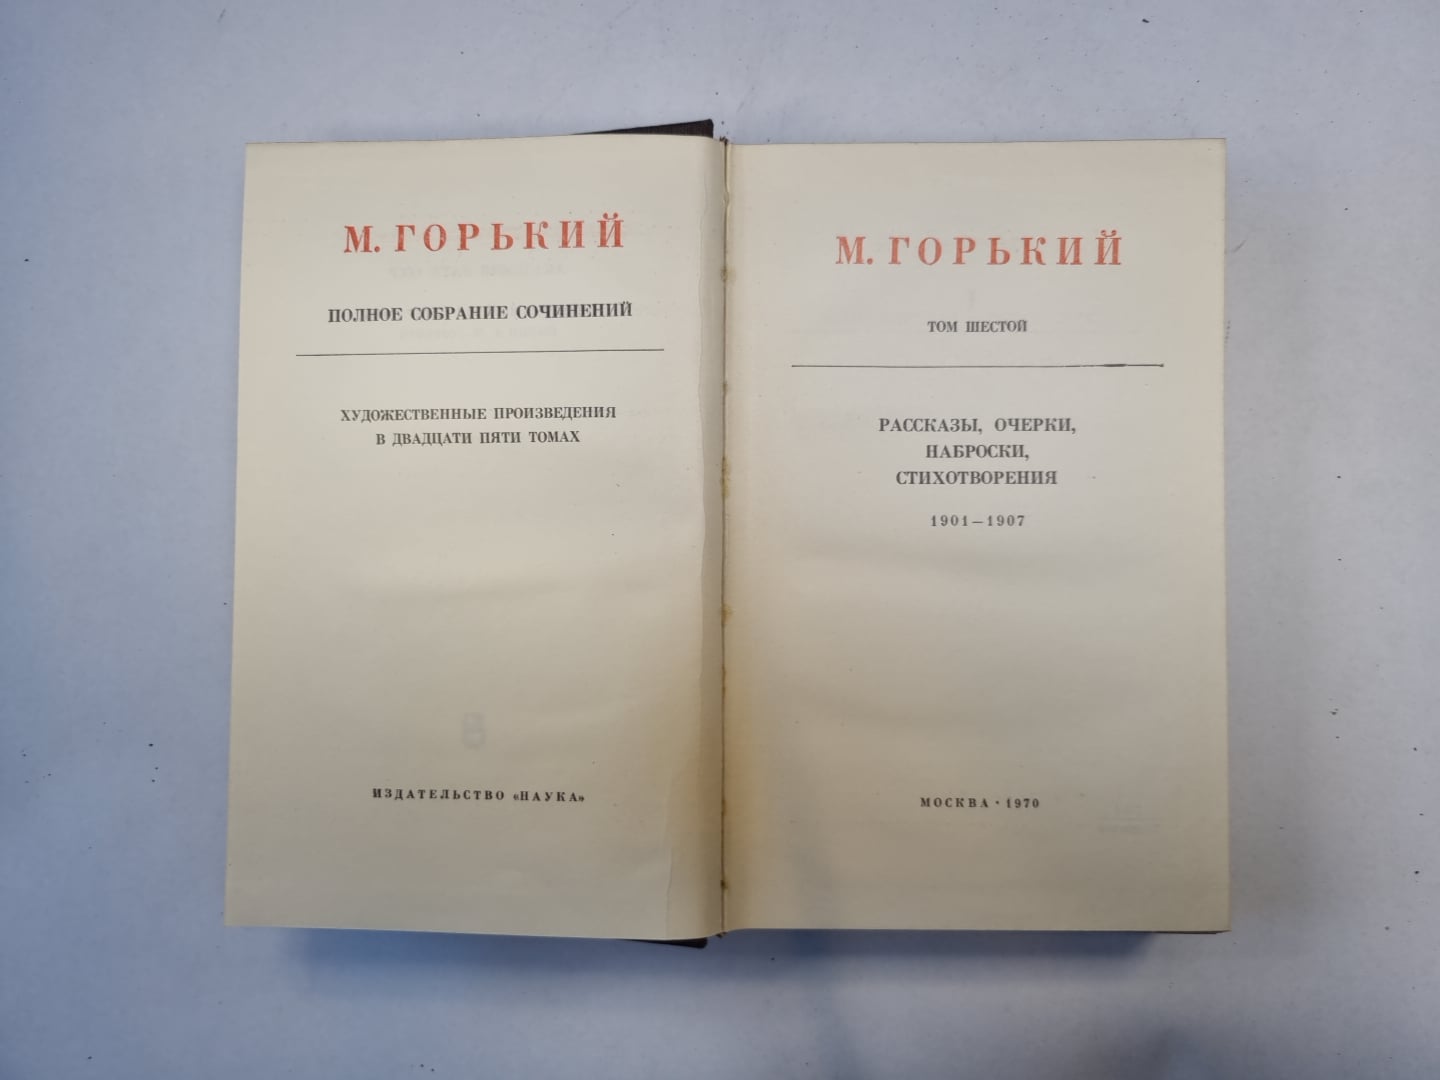 М. ГОРЬКИЙ
ПОЛНОЕ СОБРАНИЕ СОЧИНЕНИЙ
ХУДОЖЕСТВЕННЫЕ ПРОИЗВЕДЕНИЯ
В ДВАДЦАТИ ПЯТИ ТОМАХ
ИЗДАТЕЛЬСТВО «НАУКА»
М. ГОРЬКИЙ
ТОМ ШЕСТОЙ
РАССКАЗЫ, ОЧЕРКИ,
НАБРОСКИ,
СТИХОТВОРЕНИЯ
1901—1907
МОСКВА · 1970